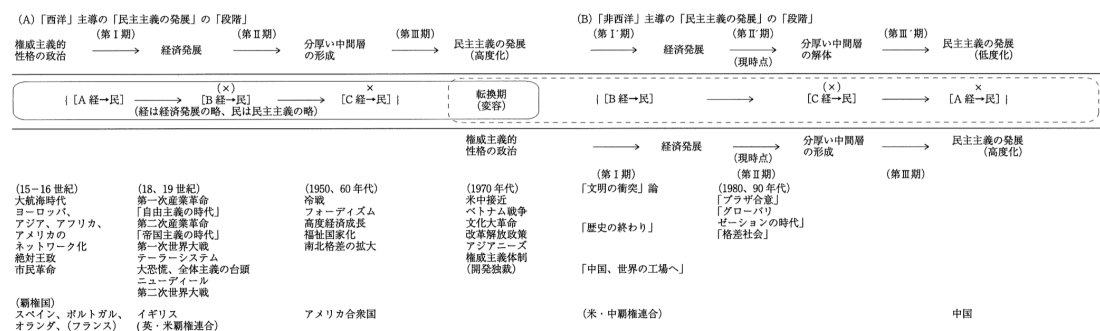 (A)「西洋」主導の「民主主義の発展」の「段階」
権威主義的
性格の政治
(第Ⅰ期)
経済発展
(第Ⅱ期)
分厚い中間層
の形成
(第Ⅲ期)
民主主義の発展
(高度化)
(B)「非西洋」主導の「民主主義の発展」の「段階」
(第Ⅰ´期)
経済発展
(第Ⅱ´期)
(現時点)
分厚い中間層
の解体
(第Ⅲ´期)
民主主義の発展
(低度化)
{ [A 経→民]
(×)
[B 経→民]
×
[C 経→民] }
(経は経済発展の略、民は民主主義の略)
転換期
(変容)
{ [B経→民]
(×)
[C経→民]
×
[A 経→民] }
権威主義的
性格の政治
(第Ⅰ期)
経済発展
(現時点)
(第Ⅱ期)
分厚い中間層
の形成
(第Ⅲ期)
民主主義の発展
(高度化)
(15-16 世紀)
大航海時代
ヨーロッパ、
アジア、アフリカ、
アメリカの
ネットワーク化
絶対王政
市民革命
(18、19 世紀)
第一次産業革命
「自由主義の時代」
第二次産業革命
「帝国主義の時代」
第一次世界大戦
テーラーシステム
大恐慌、全体主義の台頭
ニューディール
第二次世界大戦
(1950、60 年代)
冷戦
フォーディズム
高度経済成長
福祉国家化
南北格差の拡大
(1970 年代)
米中接近
ベトナム戦争
文化大革命
改革開放政策
アジアニーズ
権威主義体制
(開発独裁)
「文明の衝突」論
「歴史の終わり」
「中国、世界の工場へ」
(1980、90 年代)
「プラザ合意」
「グローバリ
ゼーションの時代」
「格差社会」
(覇権国)
スペイン、ポルトガル、
オランダ、(フランス)
イギリス
(英・米覇権連合)
アメリカ合衆国
(米・中覇権連合)
中国